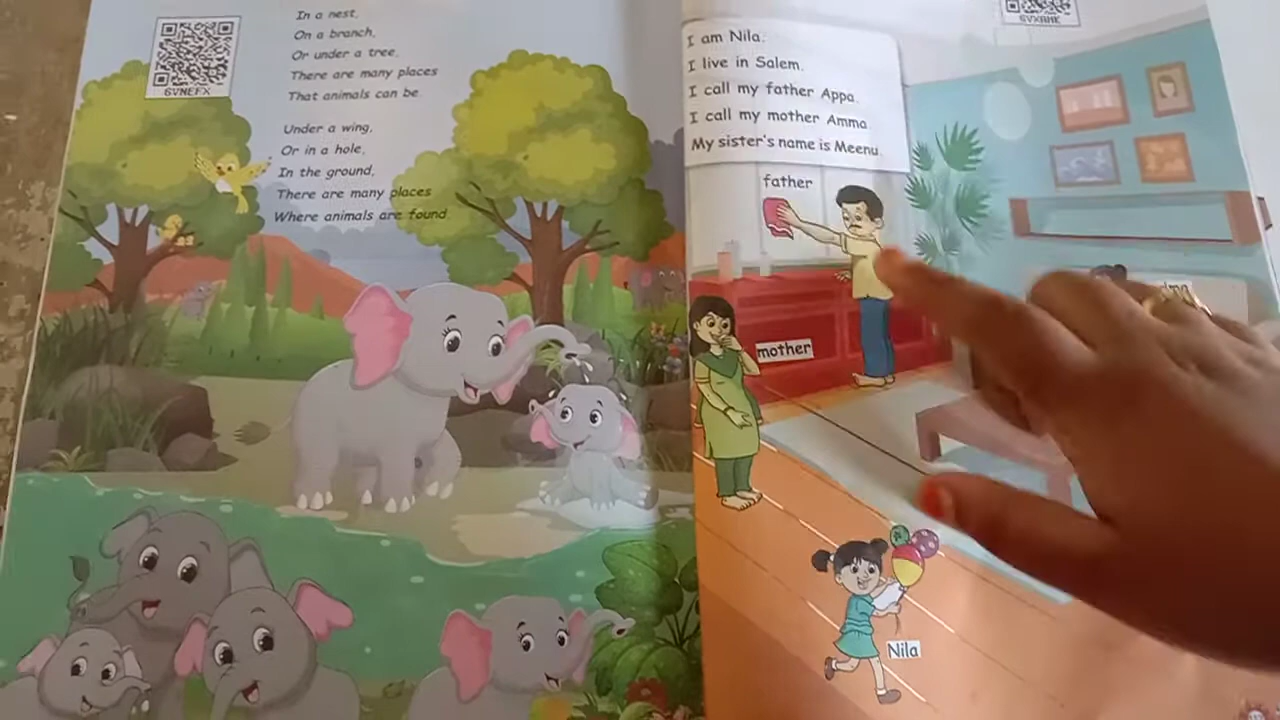 6VNEFX
In a nest,
On a branch,
Or under a tree,
There are many places
That animals can be.
Under a wing,
Or in a hole,
In the ground,
There are many places
Where animals are found.
I am Nila.
I live in Salem.
I call my father Appa.
I call my mother Amma.
My sister's name is Meenu.
father
mother
Nila